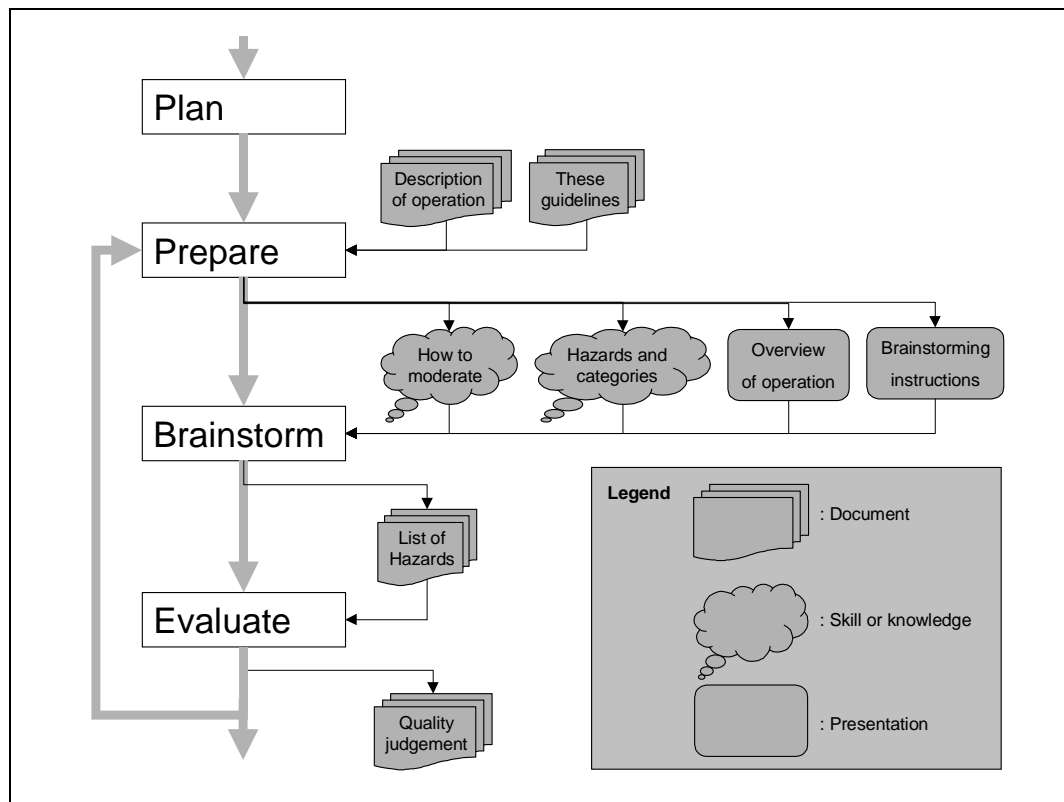 Plan
Description
of operation
These
guidelines
Prepare
How to
moderate
Hazards and
categories
Overview
of operation
Brainstorming
instructions
Brainstorm
Legend
: Document
List of
Hazards
Evaluate
: Skill or knowledge
Quality
judgement
: Presentation